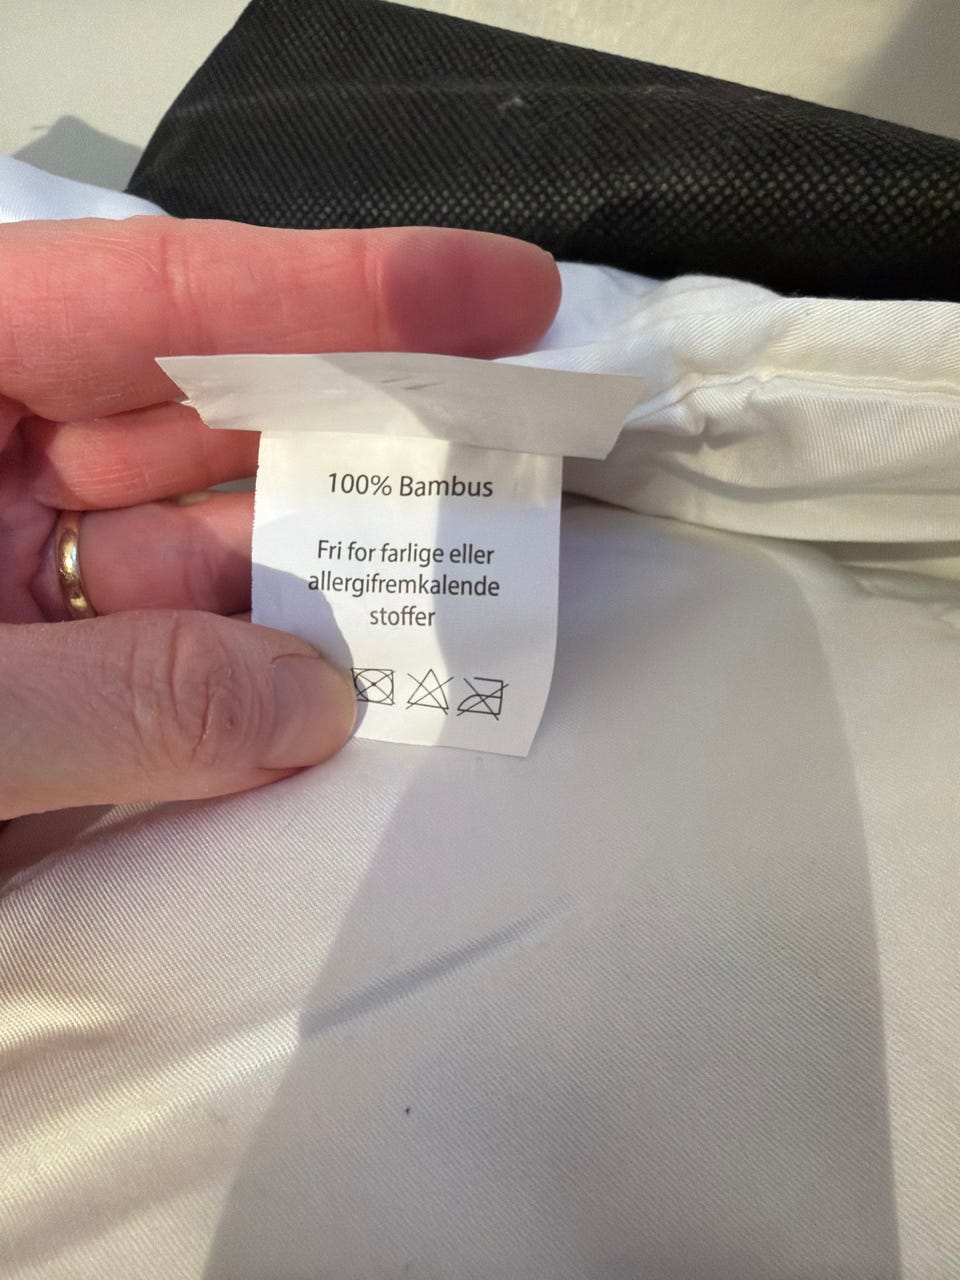 100% Bambus
Fri for farlige eller
allergifremkalende
stoffer